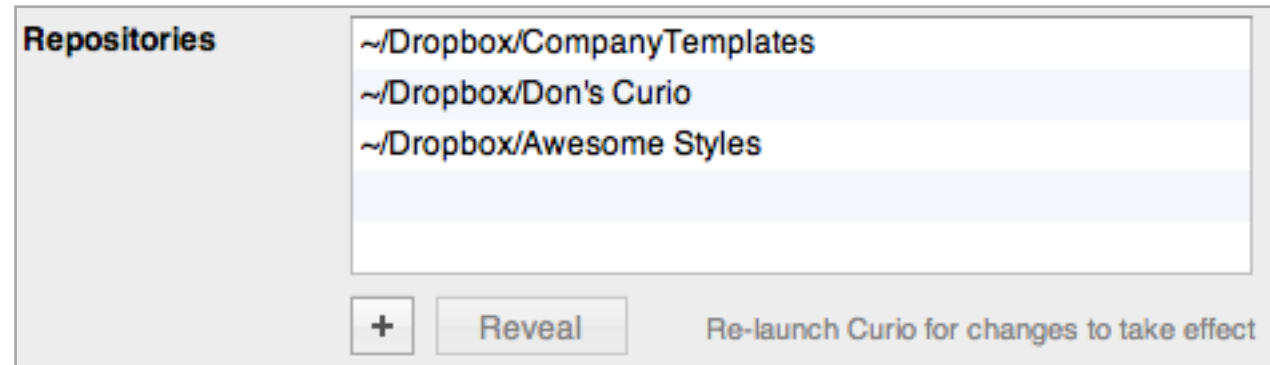 Repositories
~/Dropbox/CompanyTemplates
~/Dropbox/Don's Curio
~/Dropbox/Awesome Styles
+ Reveal Re-launch Curio for changes to take effect